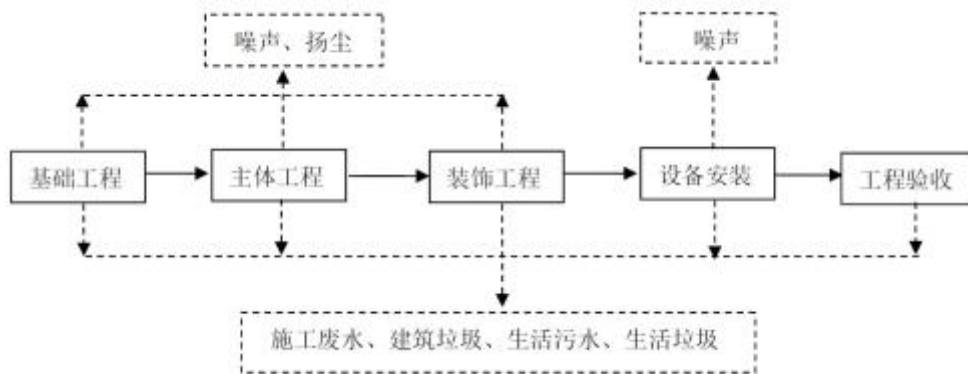 噪声、扬尘
噪声
基础工程
主体工程
装饰工程
设备安装
工程验收
施工废水、建筑垃圾、生活污水、生活垃圾